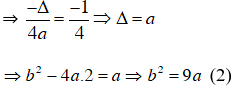 ⇒ -Δ/4a = -1/4 ⇒ Δ = a
⇒ b² − 4a.2 = a ⇒ b² = 9a (2)